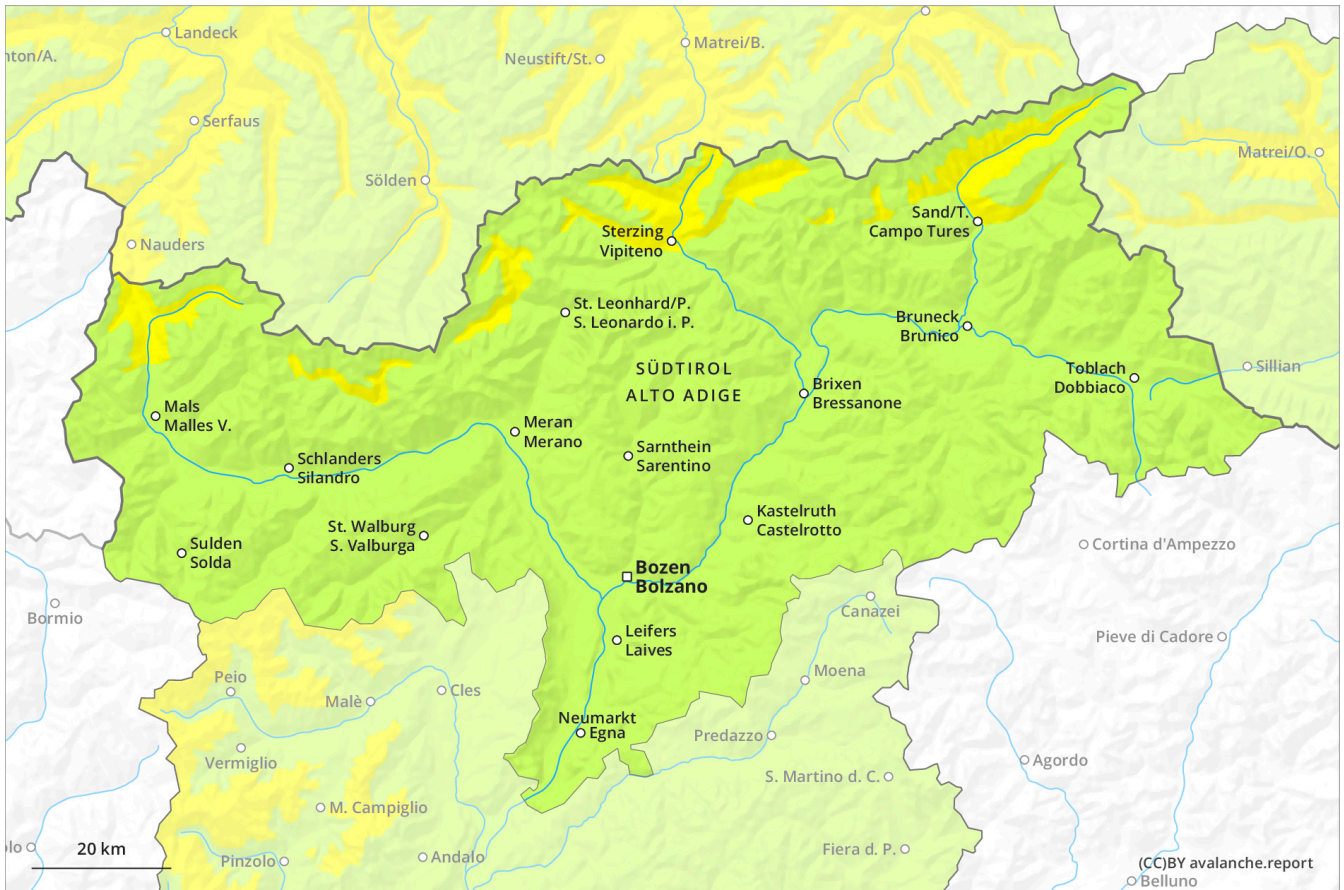 Landeck
nton/A.
Matrei/B.
Neustift/St.
Serfaus
Sölden
Matrei/O.
Nauders
Sand/T.
Campo Tures
Sterzing
Vipiteno
St. Leonhard/P.
S. Leonardo i. P.
Bruneck
Brunico
SÜDTIROL
ALTO ADIGE
Toblach
Dobbiaco
Sillian
Brixen
Bressanone
Mals
Malles V.
Meran
Merano
Sarnthein
Sarentino
Schlanders
Silandro
Kastelruth
Castelrotto
St. Walburg
S. Valburga
Sulden
Solda
Cortina d'Ampezzo
Bozen
Bolzano
Bormio
Canazei
Leifers
Laives
Pieve di Cadore
Moena
Peio
Malè
Cles
Neumarkt
Egna
Predazzo
Vermiglio
Agordo
S. Martino d. C.
M. Campiglio
lo
20 km
Pinzolo
Andalo
Fiera d. P.
(CC)BY avalanche.report
Belluno